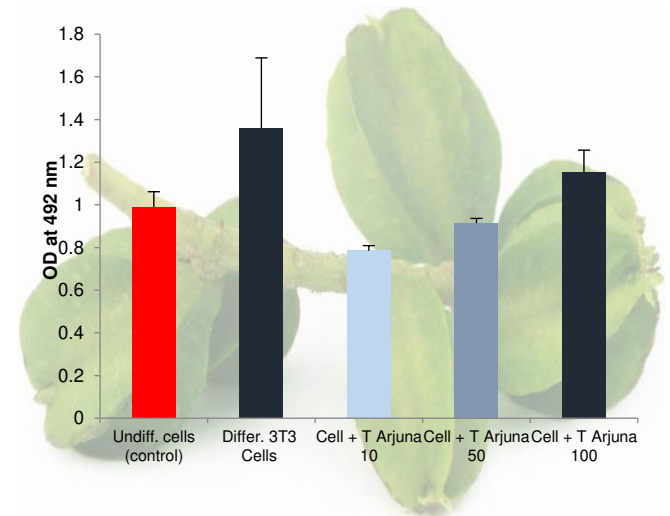 1.8
1.6
1.4
1.2
1
0.8
0.6
0.4
0.2
0
OD at 492 nm
Undiff. cells
(control)
Differ. 3T3
Cells
Cell + T Arjuna
10
Cell + T Arjuna
50
Cell + T Arjuna
100